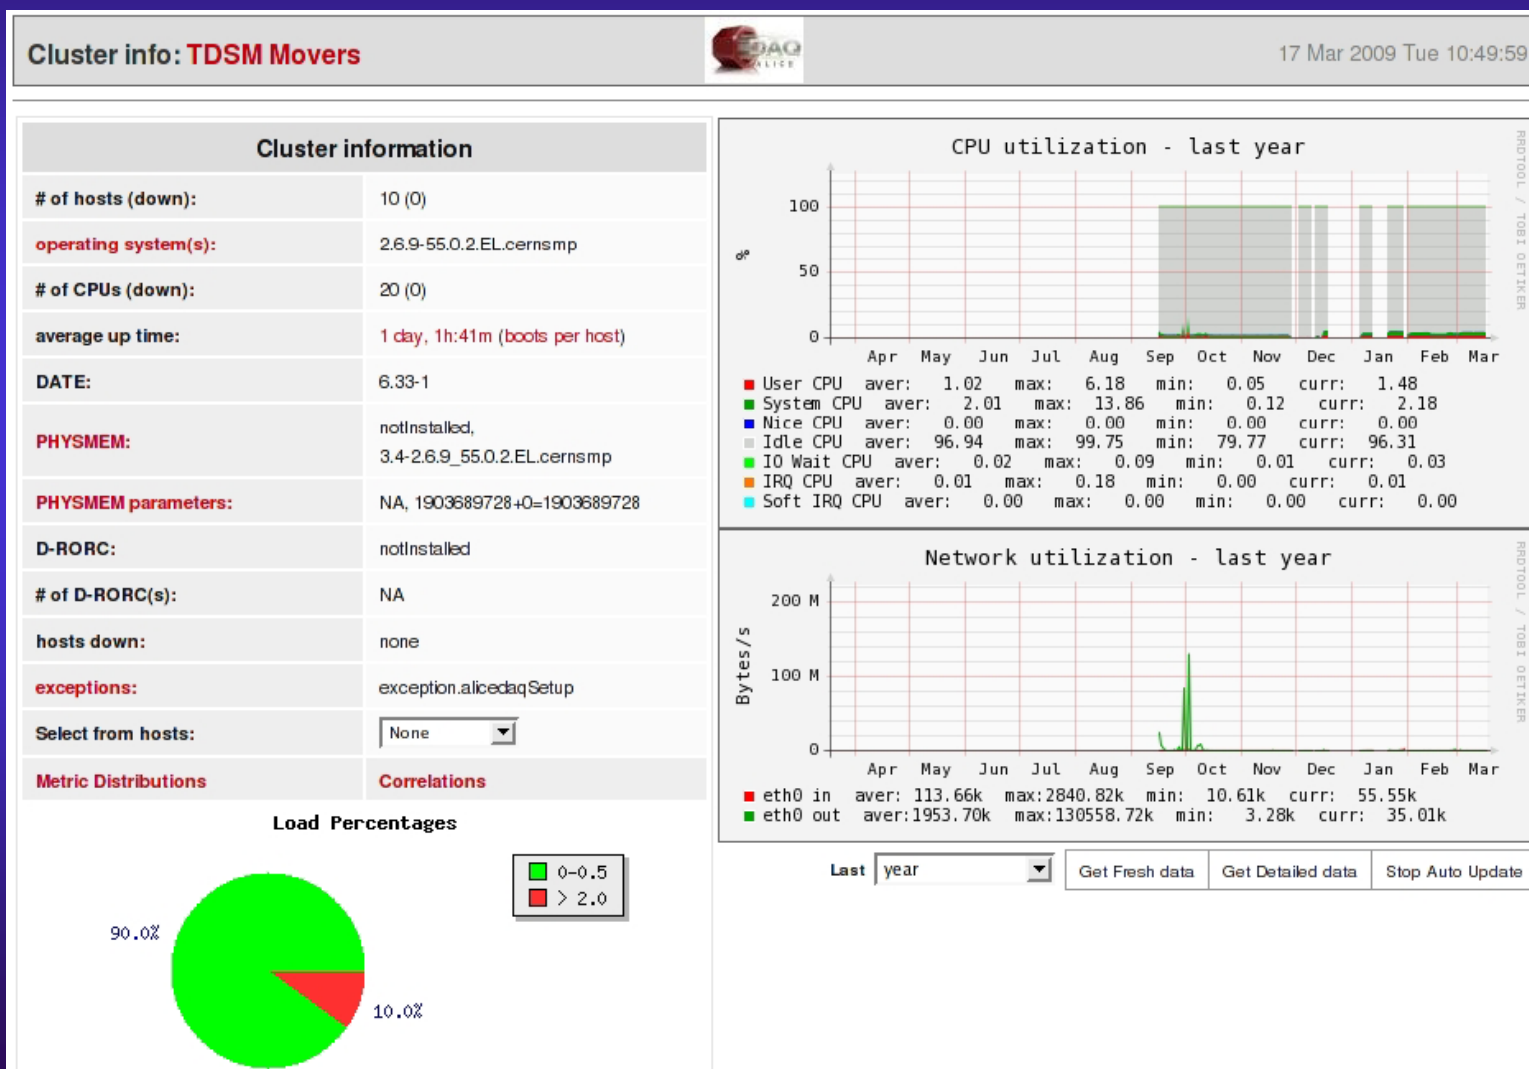 Cluster info: TDSM Movers
DAQ
ALICE
17 Mar 2009 Tue 10:49:59
Cluster information
# of hosts (down): 10 (0)
operating system(s): 2.6.9-55.0.2.EL.cernsmp
# of CPUs (down): 20 (0)
average up time: 1 day, 1h:41m (boots per host)
DATE: 6.33-1
PHYSMEM: notInstalled,
3.4-2.6.9_55.0.2.EL.cernsmp
PHYSMEM parameters: NA, 1903689728+0=1903689728
D-RORC: notInstalled
# of D-RORC(s): NA
hosts down: none
exceptions: exception.alicedaqSetup
Select from hosts: None
Metric Distributions Correlations
Load Percentages
0-0.5
> 2.0
90.0%
10.0%
CPU utilization - last year
RRDTOOL / TOBI OETIKER
%
100
50
0
Apr May Jun Jul Aug Sep Oct Nov Dec Jan Feb Mar
User CPU aver: 1.02 max: 6.18 min: 0.05 curr: 1.48
System CPU aver: 2.01 max: 13.86 min: 0.12 curr: 2.18
Nice CPU aver: 0.00 max: 0.00 min: 0.00 curr: 0.00
Idle CPU aver: 96.94 max: 99.75 min: 79.77 curr: 96.31
IO Wait CPU aver: 0.02 max: 0.09 min: 0.01 curr: 0.03
IRQ CPU aver: 0.01 max: 0.18 min: 0.00 curr: 0.01
Soft IRQ CPU aver: 0.00 max: 0.00 min: 0.00 curr: 0.00
Network utilization - last year
RRDTOOL / TOBI OETIKER
Bytes/s
200 M
100 M
0
Apr May Jun Jul Aug Sep Oct Nov Dec Jan Feb Mar
eth0 in aver: 113.66k max:2840.82k min: 10.61k curr: 55.55k
eth0 out aver:1953.70k max:130558.72k min: 3.28k curr: 35.01k
Last year Get Fresh data Get Detailed data Stop Auto Update